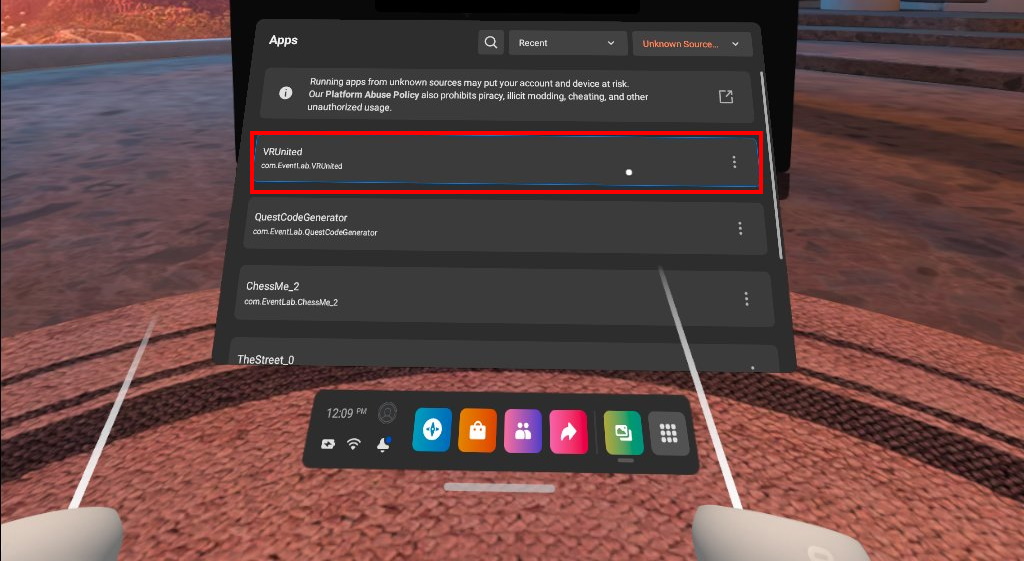 Apps
Recent
Unknown Source...
Running apps from unknown sources may put your account and device at risk.
Our Platform Abuse Policy also prohibits piracy, illicit modding, cheating, and other
unauthorized usage.
VRUnited
com.EventLab.VRUnited
QuestCodeGenerator
com.EventLab.QuestCodeGenerator
ChessMe_2
com.EventLab.ChessMe_2
TheStreet_0
12:09 PM